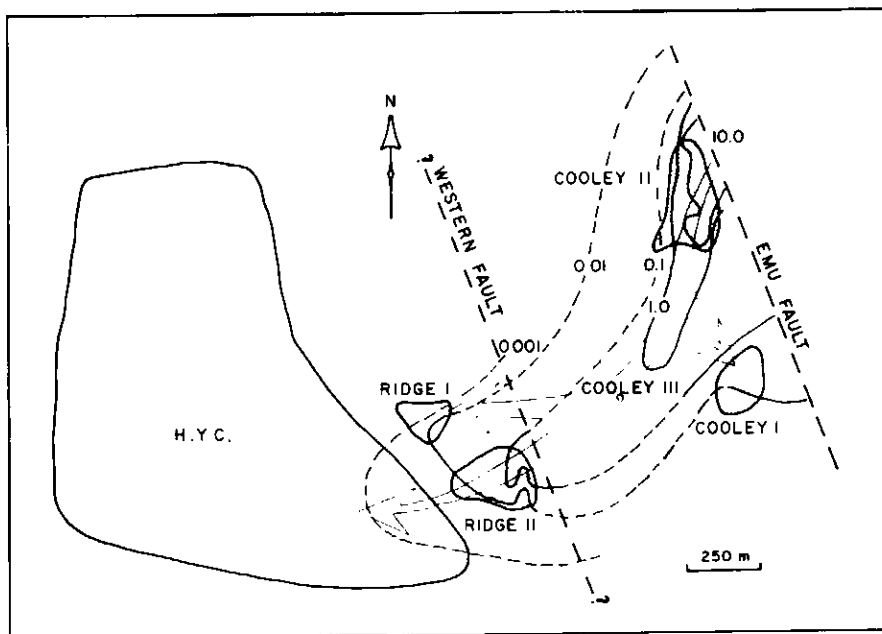 N
10.0
? WESTERN FAULT
COOLEY II
EMU FAULT
0.01
0.1
1.0
0.001
RIDGE I
COOLEY III
H.Y.C.
COOLEY I
RIDGE II
250 m
?